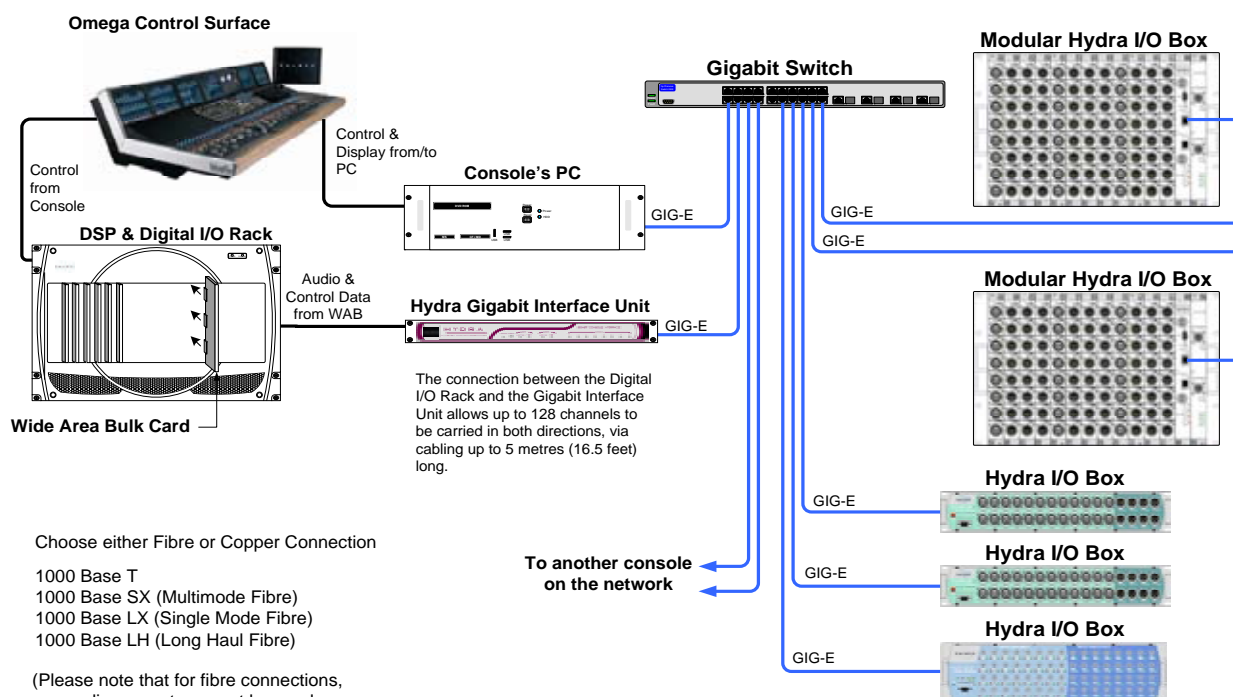 Omega Control Surface
Modular Hydra I/O Box
Gigabit Switch
Control &
Display from/to
PC
Control
from
Console
Console's PC
GIG-E
GIG-E
GIG-E
DSP & Digital I/O Rack
Audio &
Control Data
from WAB
Hydra Gigabit Interface Unit
HYDRA
GIG-E
Modular Hydra I/O Box
The connection between the Digital
I/O Rack and the Gigabit Interface
Unit allows up to 128 channels to
be carried in both directions, via
cabling up to 5 metres (16.5 feet)
long.
Wide Area Bulk Card
Hydra I/O Box
GIG-E
Choose either Fibre or Copper Connection
1000 Base T
1000 Base SX (Multimode Fibre)
1000 Base LX (Single Mode Fibre)
1000 Base LH (Long Haul Fibre)
To another console
on the network
Hydra I/O Box
GIG-E
Hydra I/O Box
GIG-E
(Please note that for fibre connections,